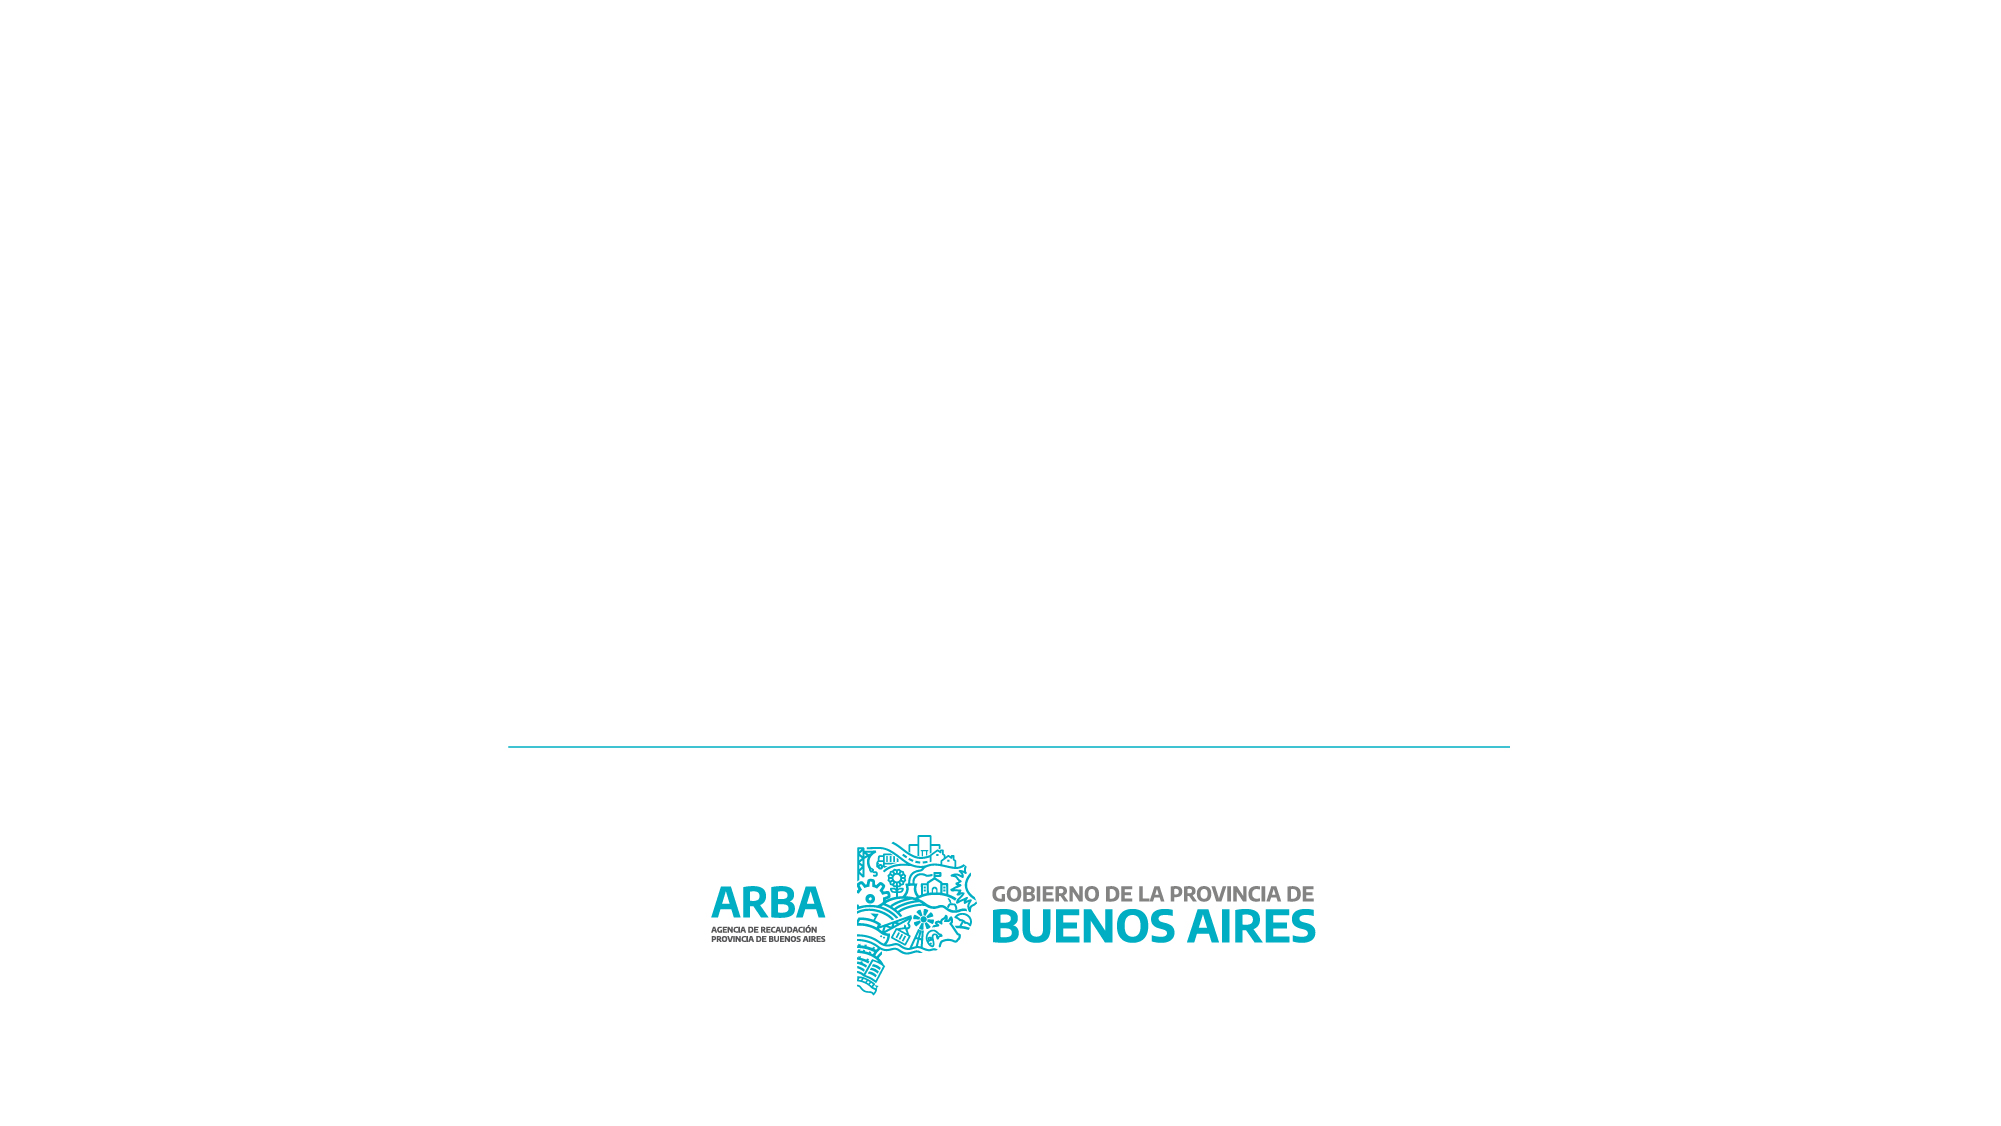 ARBA
AGENCIA DE RECAUDACIÓN
PROVINCIA DE BUENOS AIRES
GOBIERNO DE LA PROVINCIA DE
BUENOS AIRES